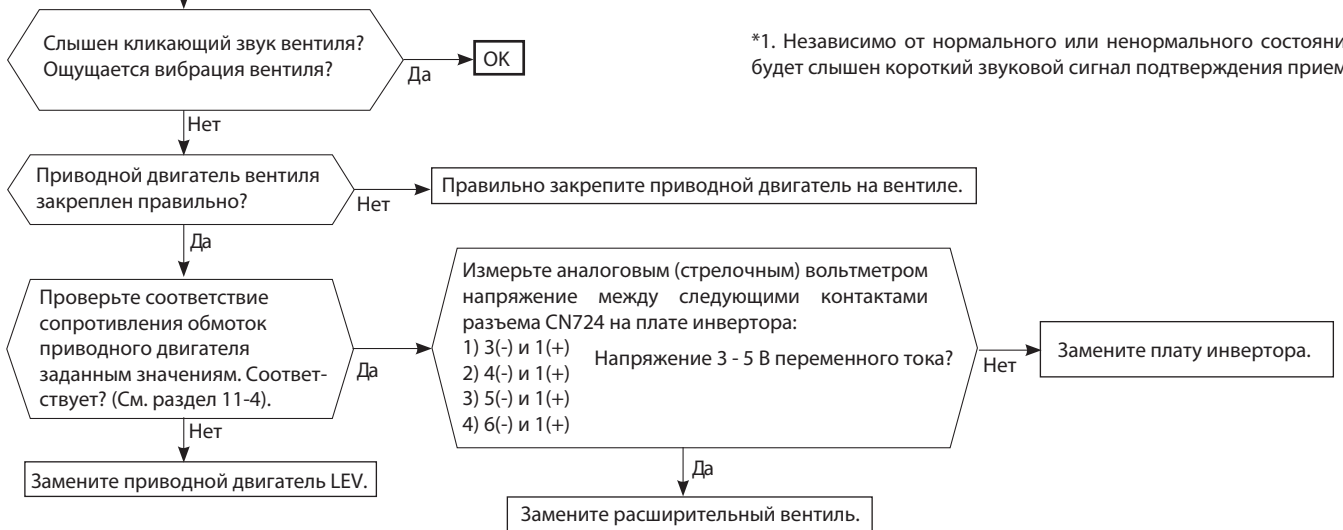 Слышен кликающий звук вентиля?
Ощущается вибрация вентиля?
Да
OK
*1. Независимо от нормального или ненормального
будет слышен короткий звуковой сигнал подтверждения
Нет
Приводной двигатель вентиля
закреплен правильно?
Нет
Правильно закрепите приводной двигатель на вентиле.
Да
Проверьте соответствие
сопротивления обмоток
приводного двигателя
заданным значениям. Соответ-
ствует? (См. раздел 11-4).
Да
Измерьте аналоговым (стрелочным) вольтметром
напряжение между следующими контактами
разъема CN724 на плате инвертора:
1) 3(-) и 1(+)
2) 4(-) и 1(+)
3) 5(-) и 1(+)
4) 6(-) и 1(+)
Напряжение 3 - 5 В переменного тока?
Нет
Замените плату инвертора.
Нет
Замените приводной двигатель LEV.
Да
Замените расширительный вентиль.